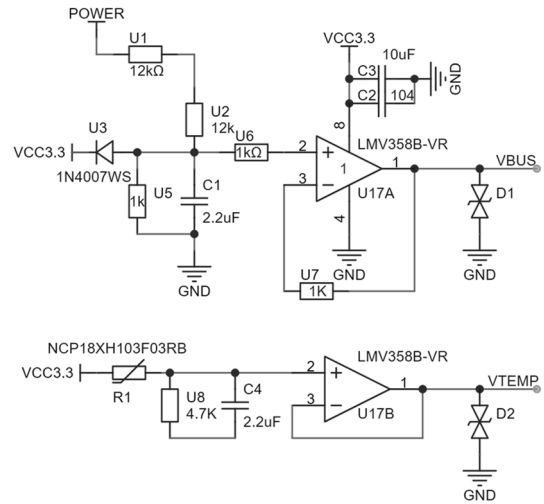 POWER
U1
12kΩ
U2
12k
VCC3.3
U3
1N4007WS
U5
1k
C1
2.2uF
GND
U6
1kΩ
VCC3.3
10uF
C3
C2
104
GND
LMV358B-VR
8
2
3
1
1
U17A
4
GND
VBUS
D1
GND
U7
1K
NCP18XH103F03RB
VCC3.3
R1
U8
4.7K
C4
2.2uF
LMV358B-VR
2
3
1
U17B
VTEMP
D2
GND